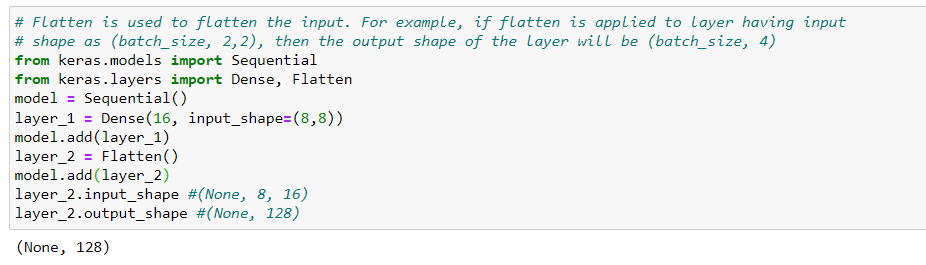 # Flatten is used to flatten the input. For example, if flatten is applied to layer having input
# shape as (batch_size, 2,2), then the output shape of the layer will be (batch_size, 4)
from keras.models import Sequential
from keras.layers import Dense, Flatten
model = Sequential()
layer_1 = Dense(16, input_shape=(8,8))
model.add(layer_1)
layer_2 = Flatten()
model.add(layer_2)
layer_2.input_shape #(None, 8, 16)
layer_2.output_shape #(None, 128)
(None, 128)